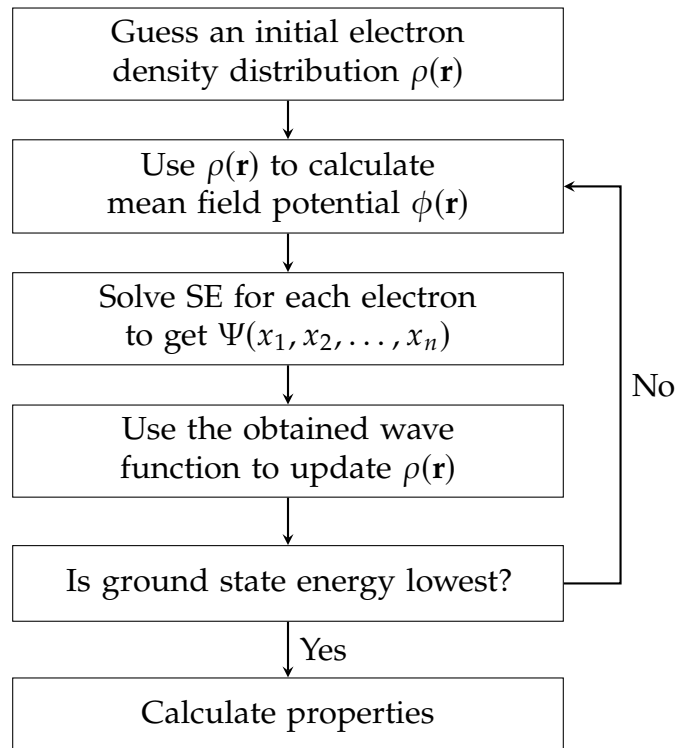 Guess an initial electron
density distribution ρ(𝐫)
Use ρ(𝐫) to calculate
mean field potential ϕ(𝐫)
Solve SE for each electron
to get Ψ(x₁, x₂, . . . , xₙ)
No
Use the obtained wave
function to update ρ(𝐫)
Is ground state energy lowest?
Yes
Calculate properties